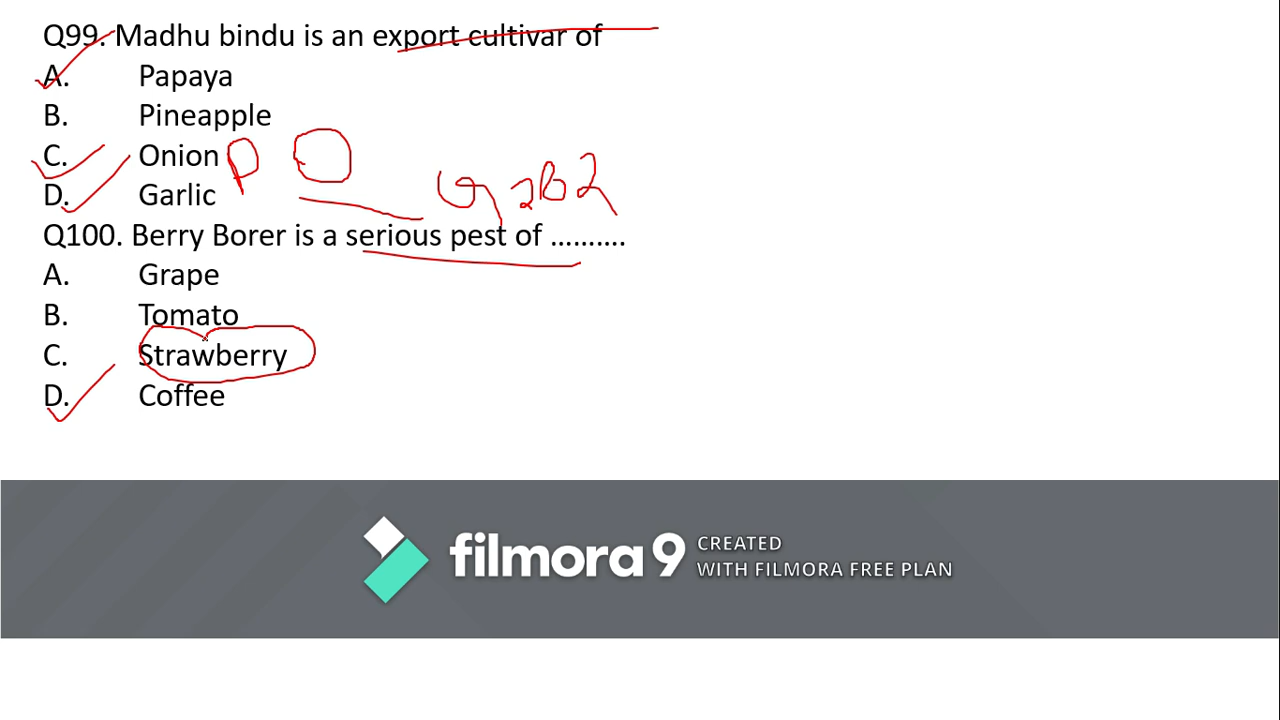 Q99. Madhu bindu is an export cultivar of
A. Papaya
B. Pineapple
C. Onion
D. Garlic
Q100. Berry Borer is a serious pest of ..........
A. Grape
B. Tomato
C. Strawberry
D. Coffee
filmora 9 CREATED
WITH FILMORA FREE PLAN